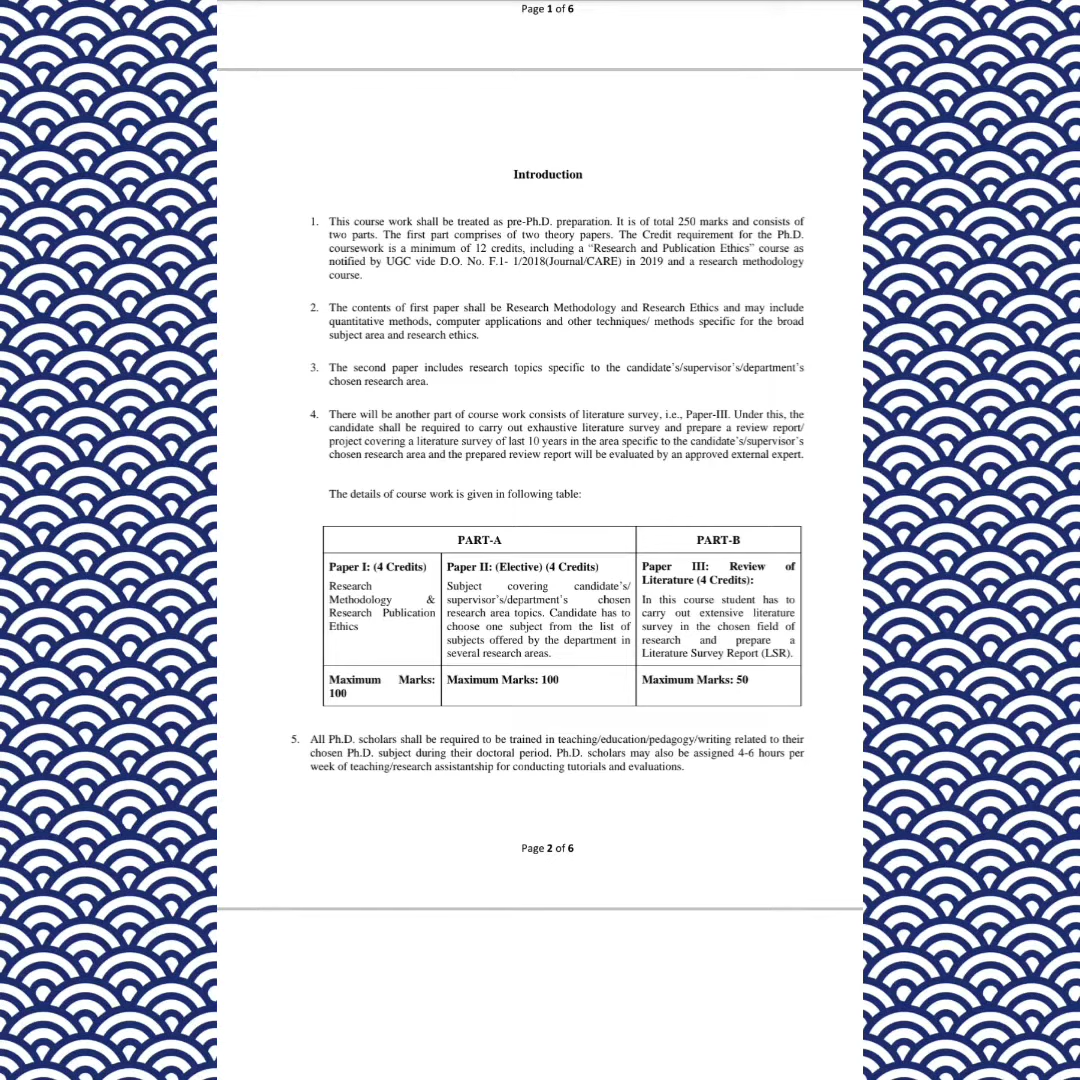 Page 1 of 6
Introduction
1. This course work shall be treated as pre-Ph.D. preparation. It is of total 250 marks and consists of
two parts. The first part comprises of two theory papers. The Credit requirement for the Ph.D.
coursework is a minimum of 12 credits, including a “Research and Publication Ethics” course as
notified by UGC vide D.O. No. F.1- 1/2018(Journal/CARE) in 2019 and a research methodology
course.
2. The contents of first paper shall be Research Methodology and Research Ethics and may include
quantitative methods, computer applications and other techniques/ methods specific for the broad
subject area and research ethics.
3. The second paper includes research topics specific to the candidate’s/supervisor’s/department’s
chosen research area.
4. There will be another part of course work consists of literature survey, i.e., Paper-III. Under this, the
candidate shall be required to carry out exhaustive literature survey and prepare a review report/
project covering a literature survey of last 10 years in the area specific to the candidate’s/supervisor’s
chosen research area and the prepared review report will be evaluated by an approved external expert.
The details of course work is given in following table:
PART-A
PART-B
Paper I: (4 Credits)
Research
Methodology &
Research Publication
Ethics
Paper II: (Elective) (4 Credits)
Subject covering candidate’s/
supervisor’s/department’s chosen
research area topics. Candidate has to
choose one subject from the list of
subjects offered by the department in
several research areas.
Paper III: Review of
Literature (4 Credits):
In this course student has to
carry out extensive literature
survey in the chosen field of
research and prepare a
Literature Survey Report (LSR).
Maximum Marks:
100
Maximum Marks: 100
Maximum Marks: 50
5. All Ph.D. scholars shall be required to be trained in teaching/education/pedagogy/writing related to their
chosen Ph.D. subject during their doctoral period. Ph.D. scholars may also be assigned 4-6 hours per
week of teaching/research assistantship for conducting tutorials and evaluations.
Page 2 of 6